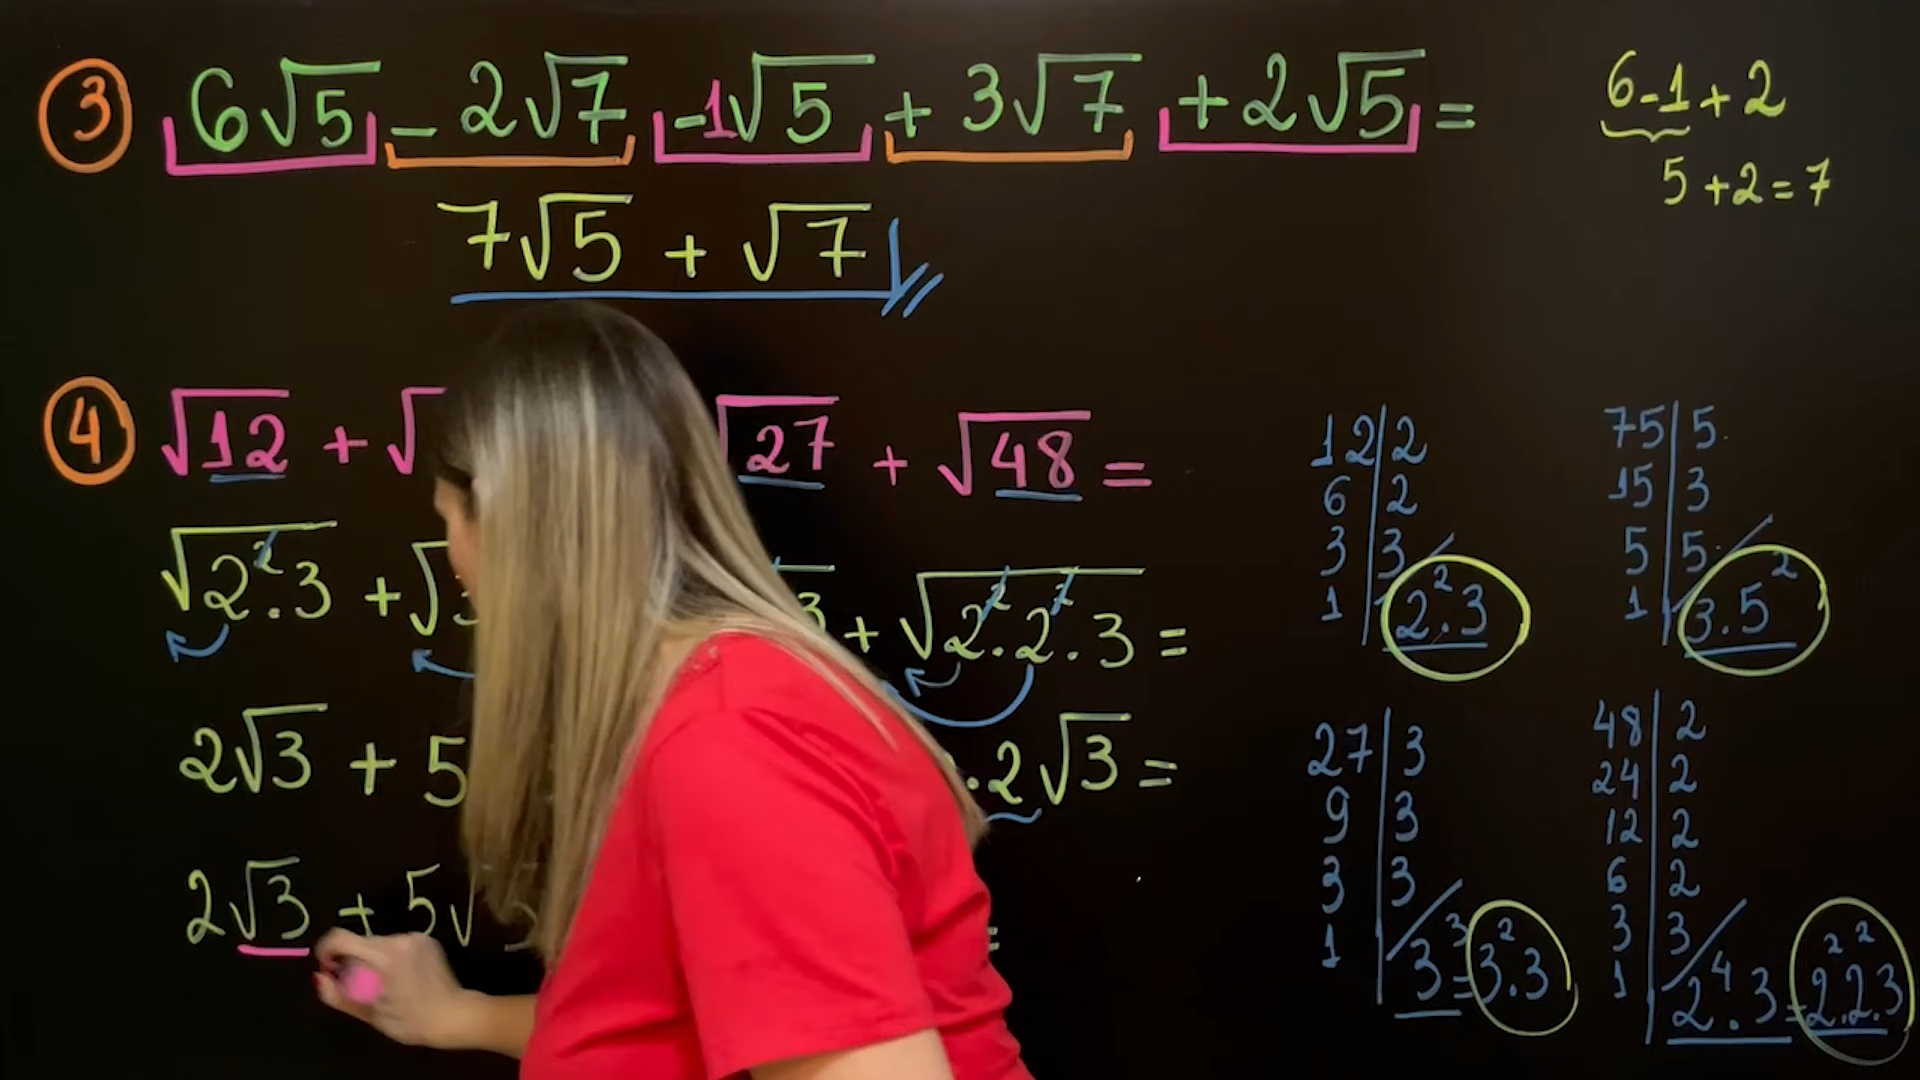 ③ 6√5 - 2√7 -1√5 + 3√7 + 2√5 =
7√5 + √7
6-1+2
5+2=7
④ √12 + √ √27 + √48 =
√2².3 + √ 3 + √2².2².3 =
2√3 + 5 .2√3 =
2√3 + 5√3 =
12 | 2
6 | 2
3 | 3
1 | 2².3
75 | 5
15 | 3
5 | 5
1 | 3.5²
27 | 3
9 | 3
3 | 3
1 | 3³ = 3².3
48 | 2
24 | 2
12 | 2
6 | 2
3 | 3
1 | 2⁴.3 = 2².2².3